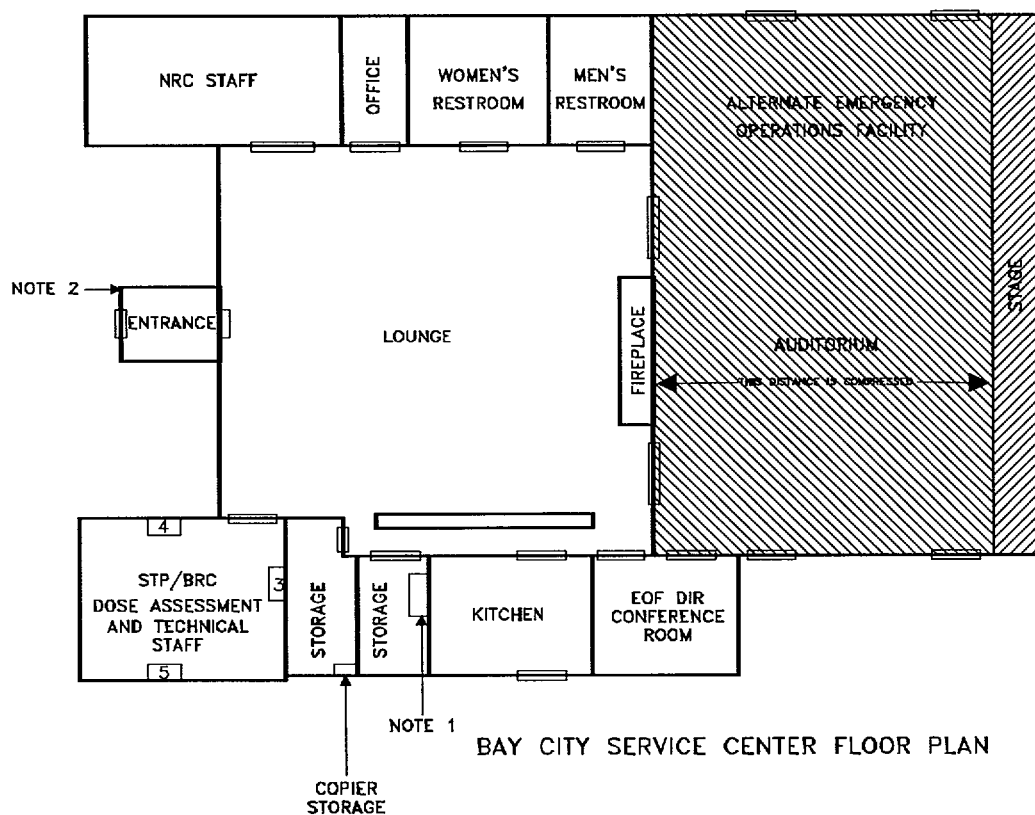 NRC STAFF
OFFICE
WOMEN'S
RESTROOM
MEN'S
RESTROOM
ALTERNATE EMERGENCY
OPERATIONS FACILITY
NOTE 2
ENTRANCE
LOUNGE
FIREPLACE
AUDITORIUM
THIS DISTANCE IS COMPRESSED
STAGE
4
3
STP/BRC
DOSE ASSESSMENT
AND TECHNICAL
STAFF
5
STORAGE
STORAGE
KITCHEN
EOF DIR
CONFERENCE
ROOM
NOTE 1
COPIER
STORAGE
BAY CITY SERVICE CENTER FLOOR PLAN